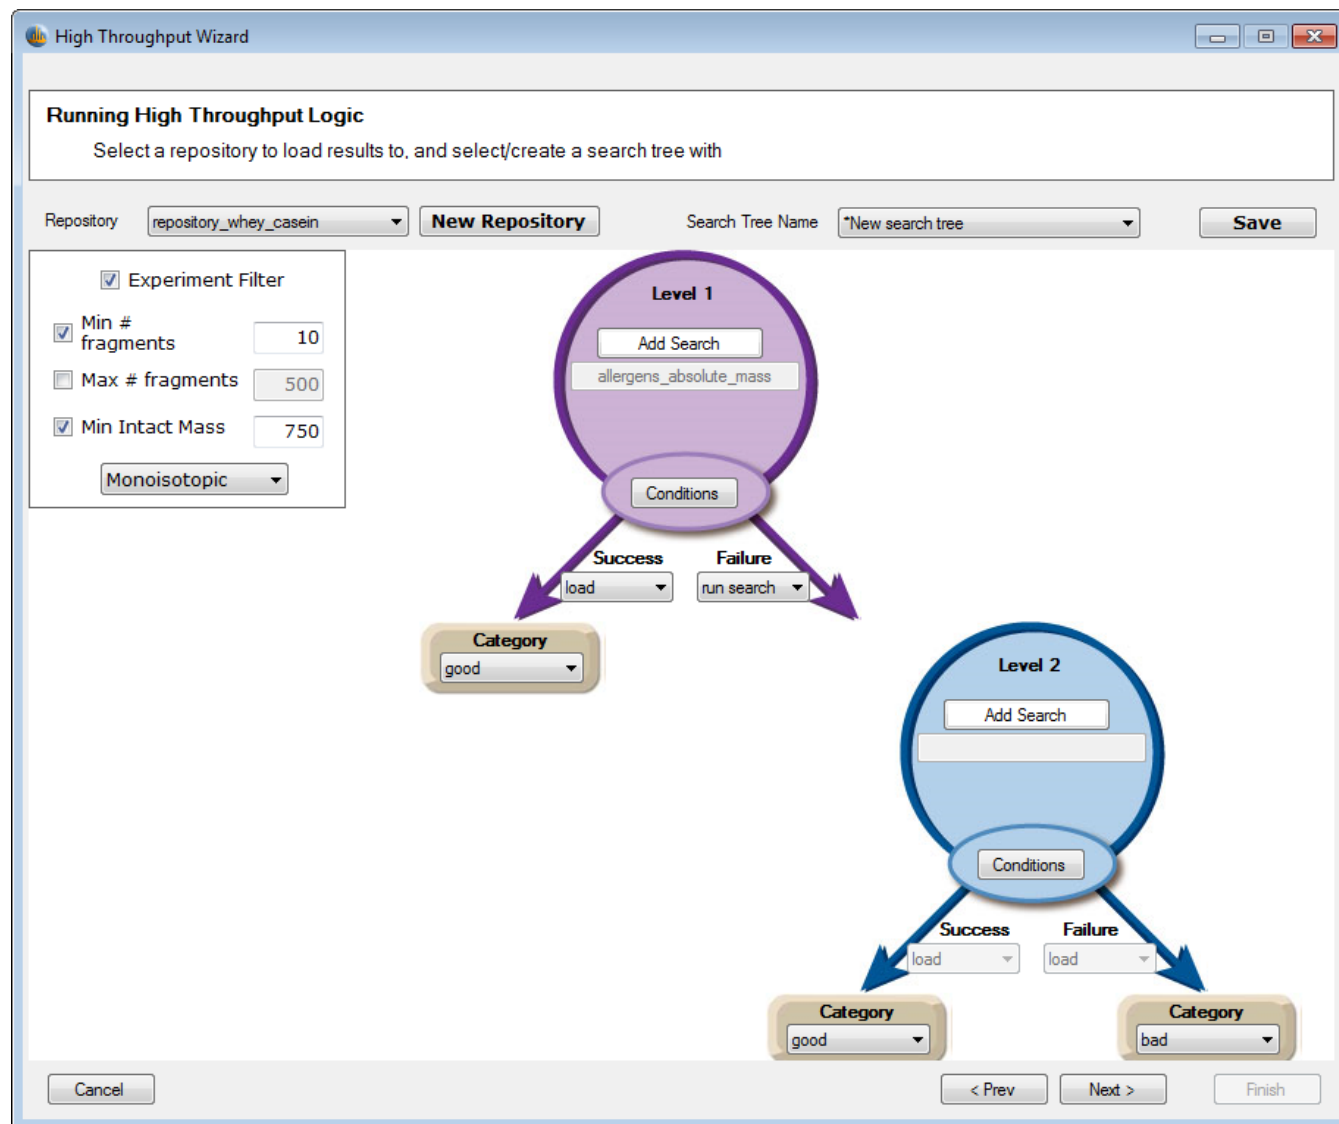 High Throughput Wizard
Running High Throughput Logic
Select a repository to load results to, and select/create a search tree with
Repository
repository_whey_casein
New Repository
Search Tree Name
*New search tree
Save
Experiment Filter
Min #
fragments
10
Max # fragments
500
Min Intact Mass
750
Monoisotopic
Level 1
Add Search
allergens_absolute_mass
Conditions
Success
Failure
load
run search
Category
good
Level 2
Add Search
Conditions
Success
Failure
load
load
Category
good
Category
bad
Cancel
< Prev
Next >
Finish